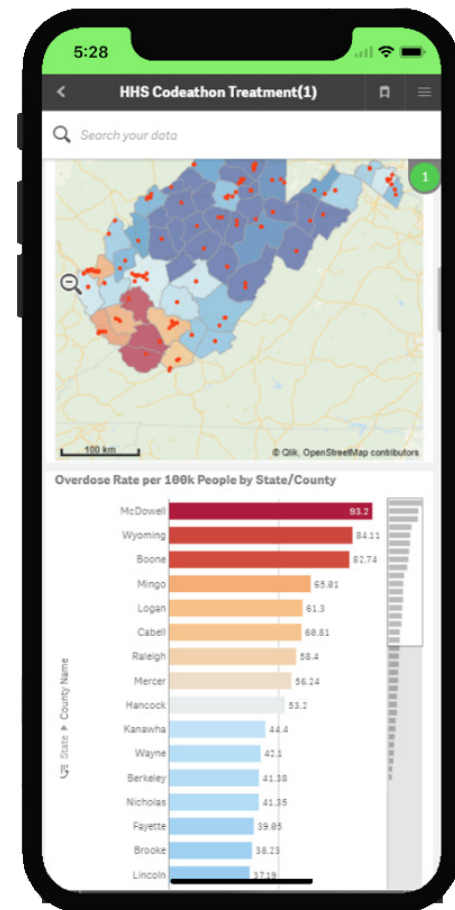 5:28
HHS Codeathon Treatment(1)
Search your data
1
100 km
© Qlik, OpenStreetMap contributors
Overdose Rate per 100k People by State/County
State ▸ County Name
McDowell 93.2
Wyoming 84.11
Boone 82.74
Mingo 65.01
Logan 61.3
Cabell 60.81
Raleigh 58.4
Mercer 56.24
Hancock 53.2
Kanawha 44.4
Wayne 42.1
Berkeley 41.38
Nicholas 41.35
Fayette 39.05
Brooke 38.23
Lincoln 37.19